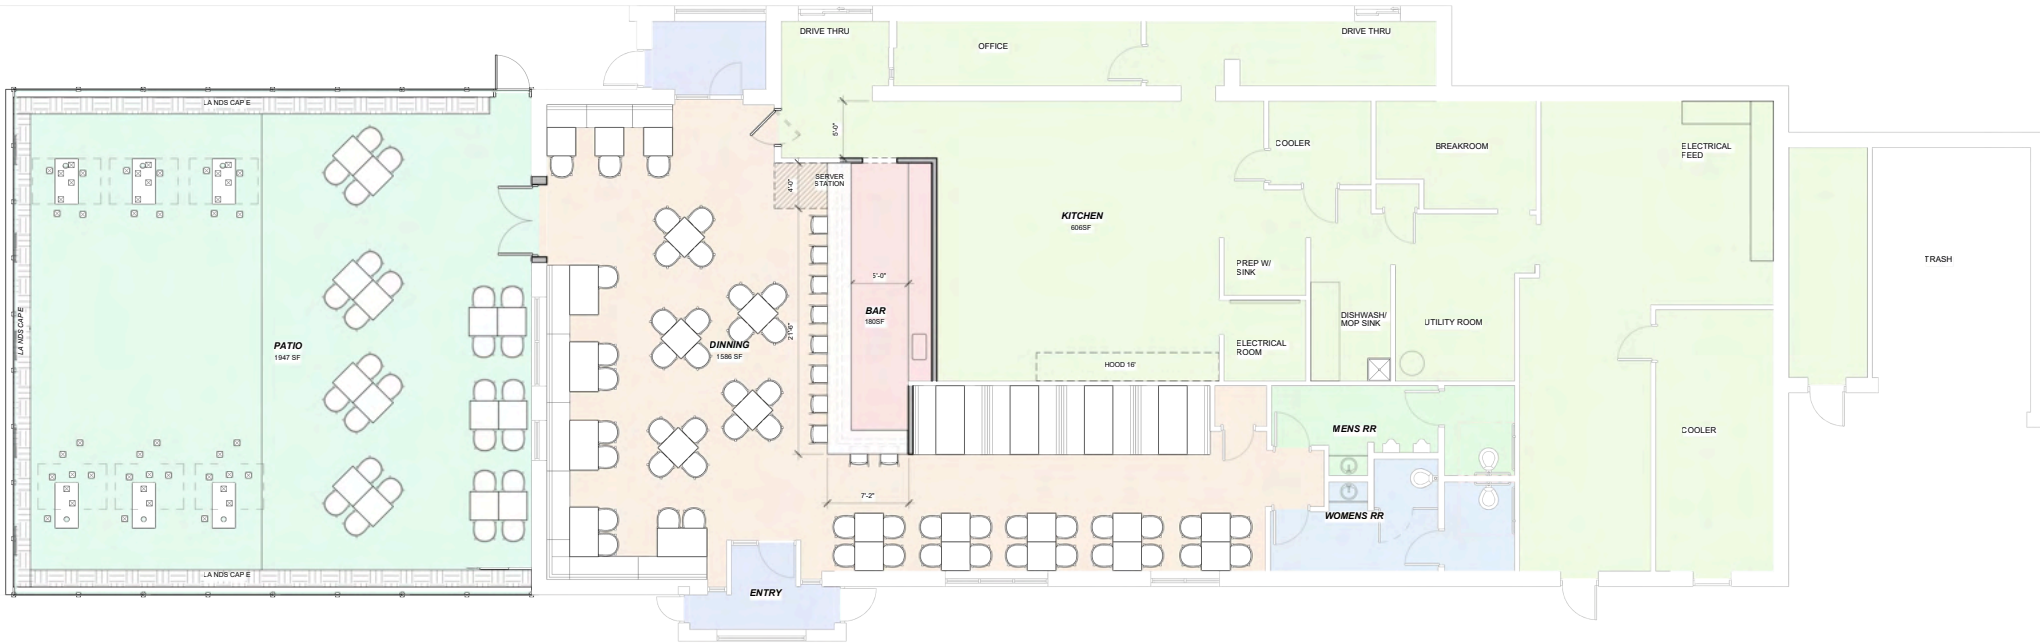 DRIVE THRU
OFFICE
DRIVE THRU
LANDSCAPE
5'-0"
COOLER
BREAKROOM
ELECTRICAL
FEED
SERVER
STATION
4'-0"
KITCHEN
606SF
PREP W/
SINK
TRASH
5'-0"
BAR
180SF
LANDSCAPE
PATIO
1947 SF
DINNING
1586 SF
21'-6"
DISHWASH/
MOP SINK
UTILITY ROOM
ELECTRICAL
ROOM
HOOD 16'
MENS RR
COOLER
7'-2"
WOMENS RR
LANDSCAPE
ENTRY